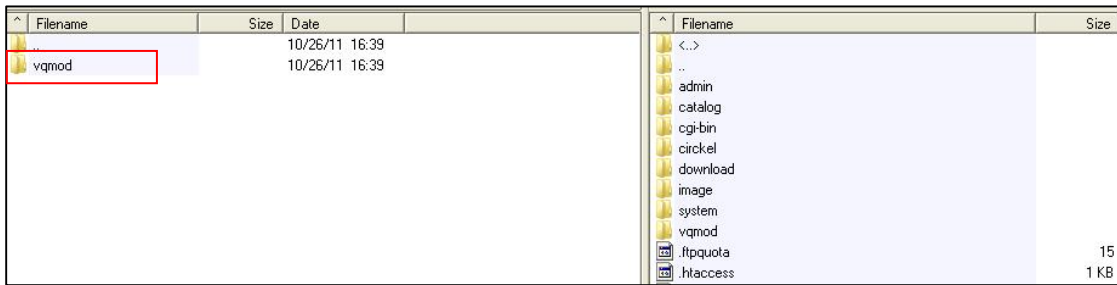 ^ Filename Size Date
.. 10/26/11 16:39
vqmod 10/26/11 16:39
^ Filename Size
<..>
..
admin
catalog
cgi-bin
circkel
download
image
system
vqmod
.ftpquota 15
.htaccess 1 KB